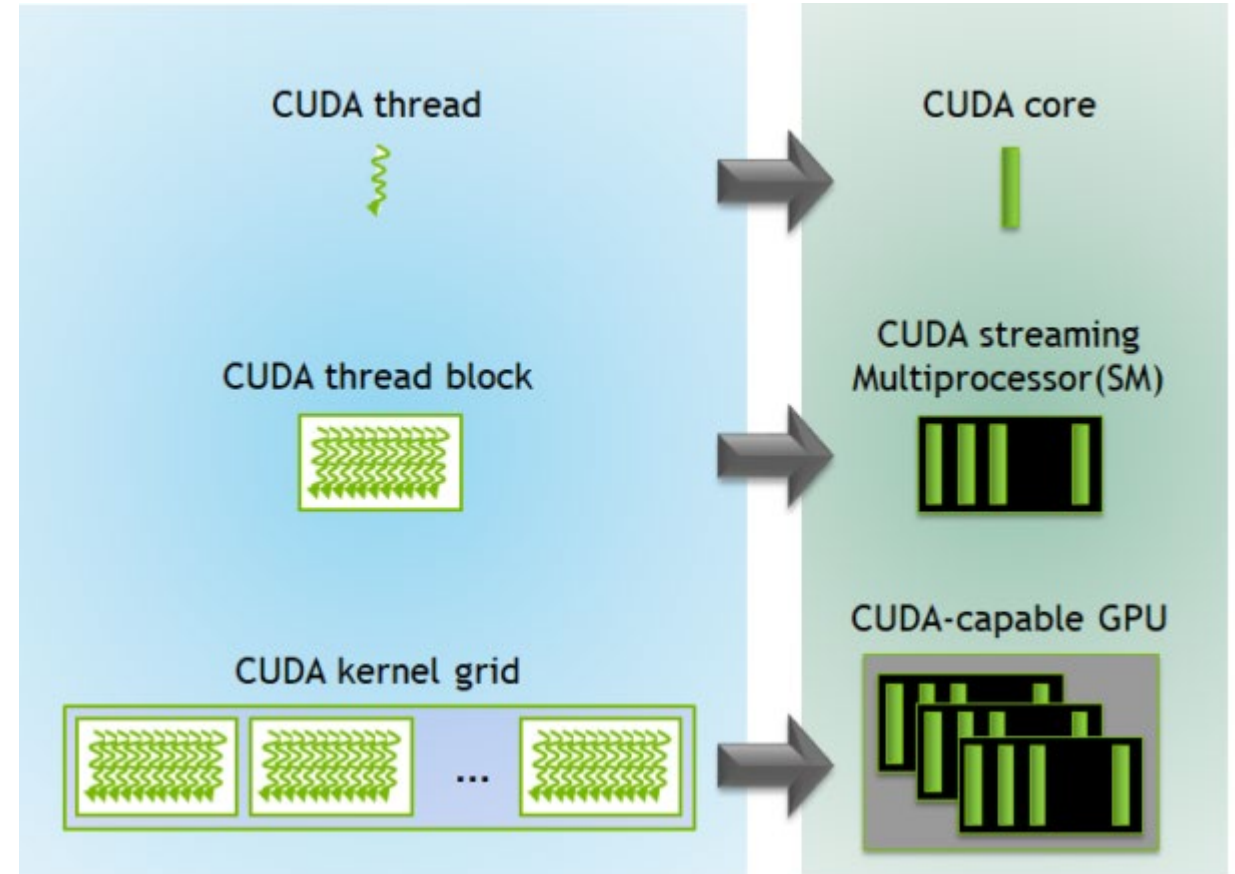 CUDA thread
CUDA core
CUDA thread block
CUDA streaming
Multiprocessor(SM)
CUDA kernel grid
...
CUDA-capable GPU